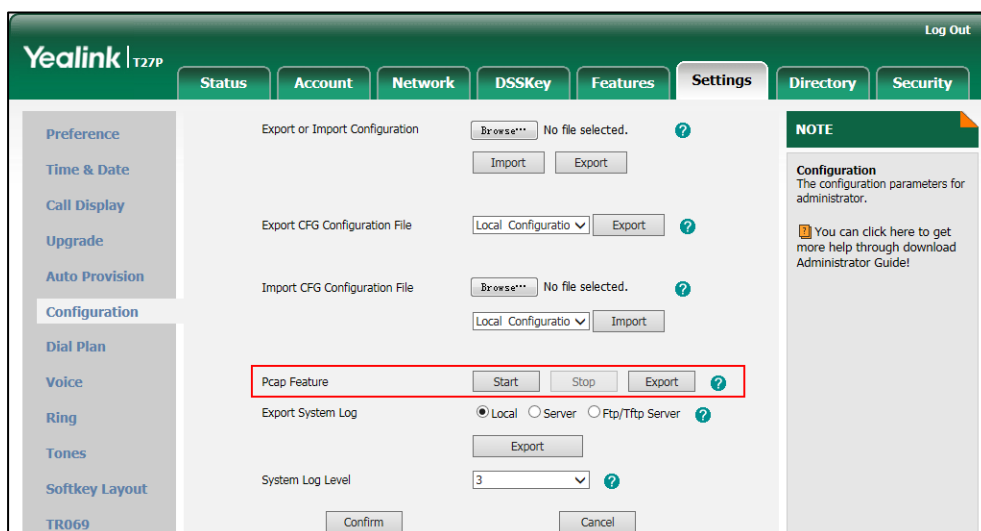 Log Out
Yealink T27P
Status Account Network DSSKey Features Settings Directory Security
Preference
Time & Date
Call Display
Upgrade
Auto Provision
Configuration
Dial Plan
Voice
Ring
Tones
Softkey Layout
TR069
Export or Import Configuration Browse... No file selected. ?
Import Export
Export CFG Configuration File Local Configuratio Export ?
Import CFG Configuration File Browse... No file selected. ?
Local Configuratio Import
Pcap Feature Start Stop Export ?
Export System Log Local Server Ftp/Tftp Server ?
Export
System Log Level 3 ?
Confirm Cancel
NOTE
Configuration
The configuration parameters for
administrator.
? You can click here to get
more help through download
Administrator Guide!